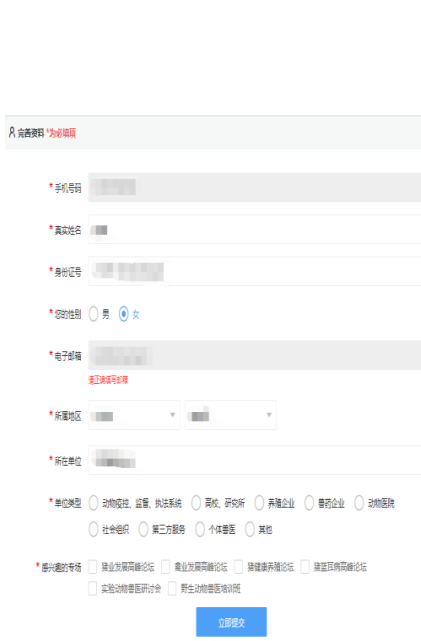 完善资料 *为必填项
* 手机号码
* 真实姓名
* 身份证号
* 您的性别 男 女
* 电子邮箱
请正确填写邮箱
* 所属地区
* 所在单位
* 单位类型 动物疫控、监督、执法系统 高校、研究所 养殖企业 兽药企业 动物医院
社会组织 第三方服务 个体兽医 其他
* 感兴趣的专场 猪业发展高峰论坛 禽业发展高峰论坛 猪健康养殖论坛 猪蓝耳病高峰论坛
实验动物兽医研讨会 野生动物兽医培训班
立即提交